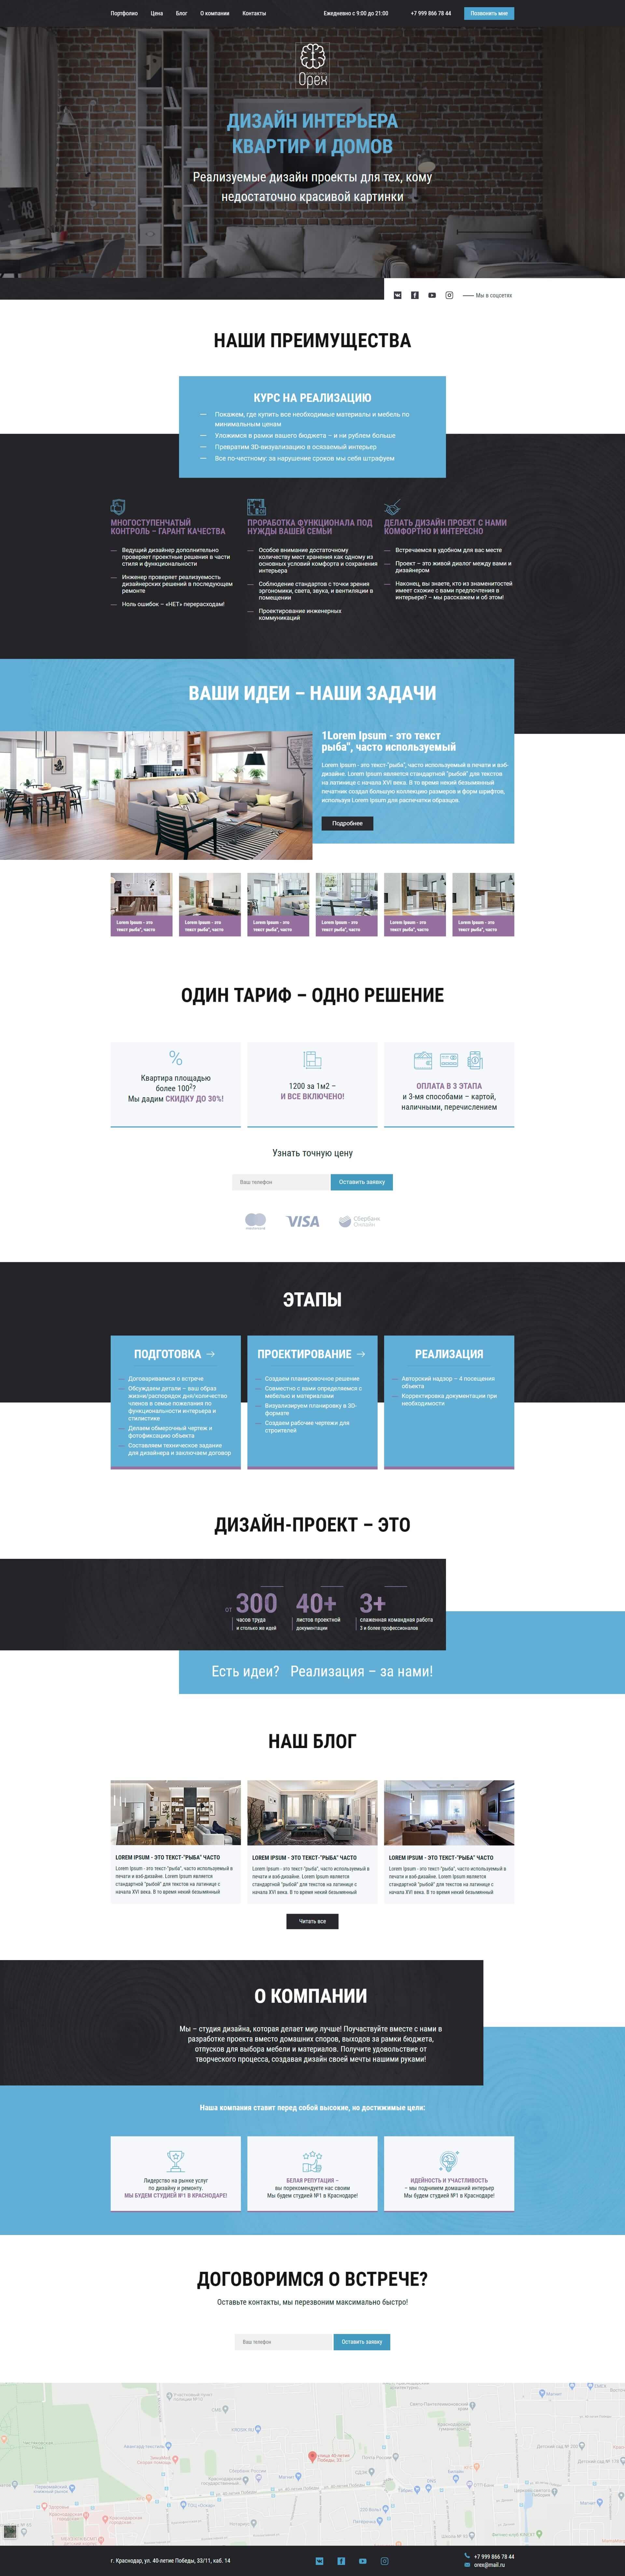 Портфолио Цена Блог О компании Контакты Ежедневно с 9:00 до 21:00 +7 999 866 78 44 Позвонить мне
Орех
ДИЗАЙН ИНТЕРЬЕРА
КВАРТИР И ДОМОВ
Реализуемые дизайн проекты для тех, кому
недостаточно красивой картинки
Мы в соцсетях
НАШИ ПРЕИМУЩЕСТВА
КУРС НА РЕАЛИЗАЦИЮ
Покажем, где купить все необходимые материалы и мебель по
минимальным ценам
Уложимся в рамки вашего бюджета – и ни рублем больше
Превратим 3D-визуализацию в осязаемый интерьер
Все по-честному: за нарушение сроков мы себя штрафуем
МНОГОСТУПЕНЧАТЫЙ
КОНТРОЛЬ – ГАРАНТ КАЧЕСТВА
Ведущий дизайнер дополнительно
проверяет проектные решения в части
стиля и функциональности
Инженер проверяет реализуемость
дизайнерских решений в последующем
ремонте
Ноль ошибок – «НЕТ» перерасходам!
ПРОРАБОТКА ФУНКЦИОНАЛА ПОД
НУЖДЫ ВАШЕЙ СЕМЬИ
Особое внимание достаточному
количеству мест хранения как одному из
основных условий комфорта и сохранения
интерьера
Соблюдение стандартов с точки зрения
эргономики, света, звука, и вентиляции в
помещении
Проектирование инженерных
коммуникаций
ДЕЛАТЬ ДИЗАЙН ПРОЕКТ С НАМИ
КОМФОРТНО И ИНТЕРЕСНО
Встречаемся в удобном для вас месте
Проект – это живой диалог между вами и
дизайнером
Наконец, вы знаете, кто из знаменитостей
имеет схожие с вами предпочтения в
интерьере? – мы расскажем и об этом!
ВАШИ ИДЕИ – НАШИ ЗАДАЧИ
1Lorem Ipsum - это текст
рыба", часто используемый
Lorem Ipsum - это текст-"рыба", часто используемый в печати и вэб-
дизайне. Lorem Ipsum является стандартной "рыбой" для текстов
на латинице с начала XVI века. В то время некий безымянный
печатник создал большую коллекцию размеров и форм шрифтов,
используя Lorem Ipsum для распечатки образцов.
Подробнее
Lorem Ipsum - это
текст рыба", часто
Lorem Ipsum - это
текст рыба", часто
Lorem Ipsum - это
текст рыба", часто
Lorem Ipsum - это
текст рыба", часто
Lorem Ipsum - это
текст рыба", часто
Lorem Ipsum - это
текст рыба", часто
ОДИН ТАРИФ – ОДНО РЕШЕНИЕ
Квартира площадью
более 100²?
Мы дадим СКИДКУ ДО 30%!
1200 за 1м2 –
И ВСЕ ВКЛЮЧЕНО!
ОПЛАТА В 3 ЭТАПА
и 3-мя способами – картой,
наличными, перечислением
Узнать точную цену
Ваш телефон Оставить заявку
VISA Сбербанк
Онлайн
ЭТАПЫ
ПОДГОТОВКА
Договариваемся о встрече
Обсуждаем детали – ваш образ
жизни/распорядок дня/количество
членов в семье пожелания по
функциональности интерьера и
стилистике
Делаем обмерочный чертеж и
фотофиксацию объекта
Составляем техническое задание
для дизайнера и заключаем договор
ПРОЕКТИРОВАНИЕ
Создаем планировочное решение
Совместно с вами определяемся с
мебелью и материалами
Визуализируем планировку в 3D-
формате
Создаем рабочие чертежи для
строителей
РЕАЛИЗАЦИЯ
Авторский надзор – 4 посещения
объекта
Корректировка документации при
необходимости
ДИЗАЙН-ПРОЕКТ – ЭТО
ОТ 300
часов труда
и столько же идей
40+
листов проектной
документации
3+
слаженная командная работа
3 и более профессионалов
Есть идеи? Реализация – за нами!
НАШ БЛОГ
LOREM IPSUM - ЭТО ТЕКСТ-"РЫБА" ЧАСТО
Lorem Ipsum - это текст-"рыба", часто используемый в
печати и вэб-дизайне. Lorem Ipsum является
стандартной "рыбой" для текстов на латинице с
начала XVI века. В то время некий безымянный
LOREM IPSUM - ЭТО ТЕКСТ-"РЫБА" ЧАСТО
Lorem Ipsum - это текст-"рыба", часто используемый в
печати и вэб-дизайне. Lorem Ipsum является
стандартной "рыбой" для текстов на латинице с
начала XVI века. В то время некий безымянный
LOREM IPSUM - ЭТО ТЕКСТ-"РЫБА" ЧАСТО
Lorem Ipsum - это текст-"рыба", часто используемый в
печати и вэб-дизайне. Lorem Ipsum является
стандартной "рыбой" для текстов на латинице с
начала XVI века. В то время некий безымянный
Читать все
О КОМПАНИИ
Мы – студия дизайна, которая делает мир лучше! Поучаствуйте вместе с нами в
разработке проекта вместо домашних споров, выходов за рамки бюджета,
отпусков для выбора мебели и материалов. Получите удовольствие от
творческого процесса, создавая дизайн своей мечты нашими руками!
Наша компания ставит перед собой высокие, но достижимые цели:
Лидерство на рынке услуг
по дизайну и ремонту.
МЫ БУДЕМ СТУДИЕЙ №1 В КРАСНОДАРЕ!
БЕЛАЯ РЕПУТАЦИЯ –
вы порекомендуете нас своим
Мы будем студией №1 в Краснодаре!
ИДЕЙНОСТЬ И УЧАСТЛИВОСТЬ
– мы поднимем домашний интерьер
Мы будем студией №1 в Краснодаре!
ДОГОВОРИМСЯ О ВСТРЕЧЕ?
Оставьте контакты, мы перезвоним максимально быстро!
Ваш телефон Оставить заявку
г. Краснодар, ул. 40-летие Победы, 33/11, каб. 14
+7 999 866 78 44
orex@mail.ru